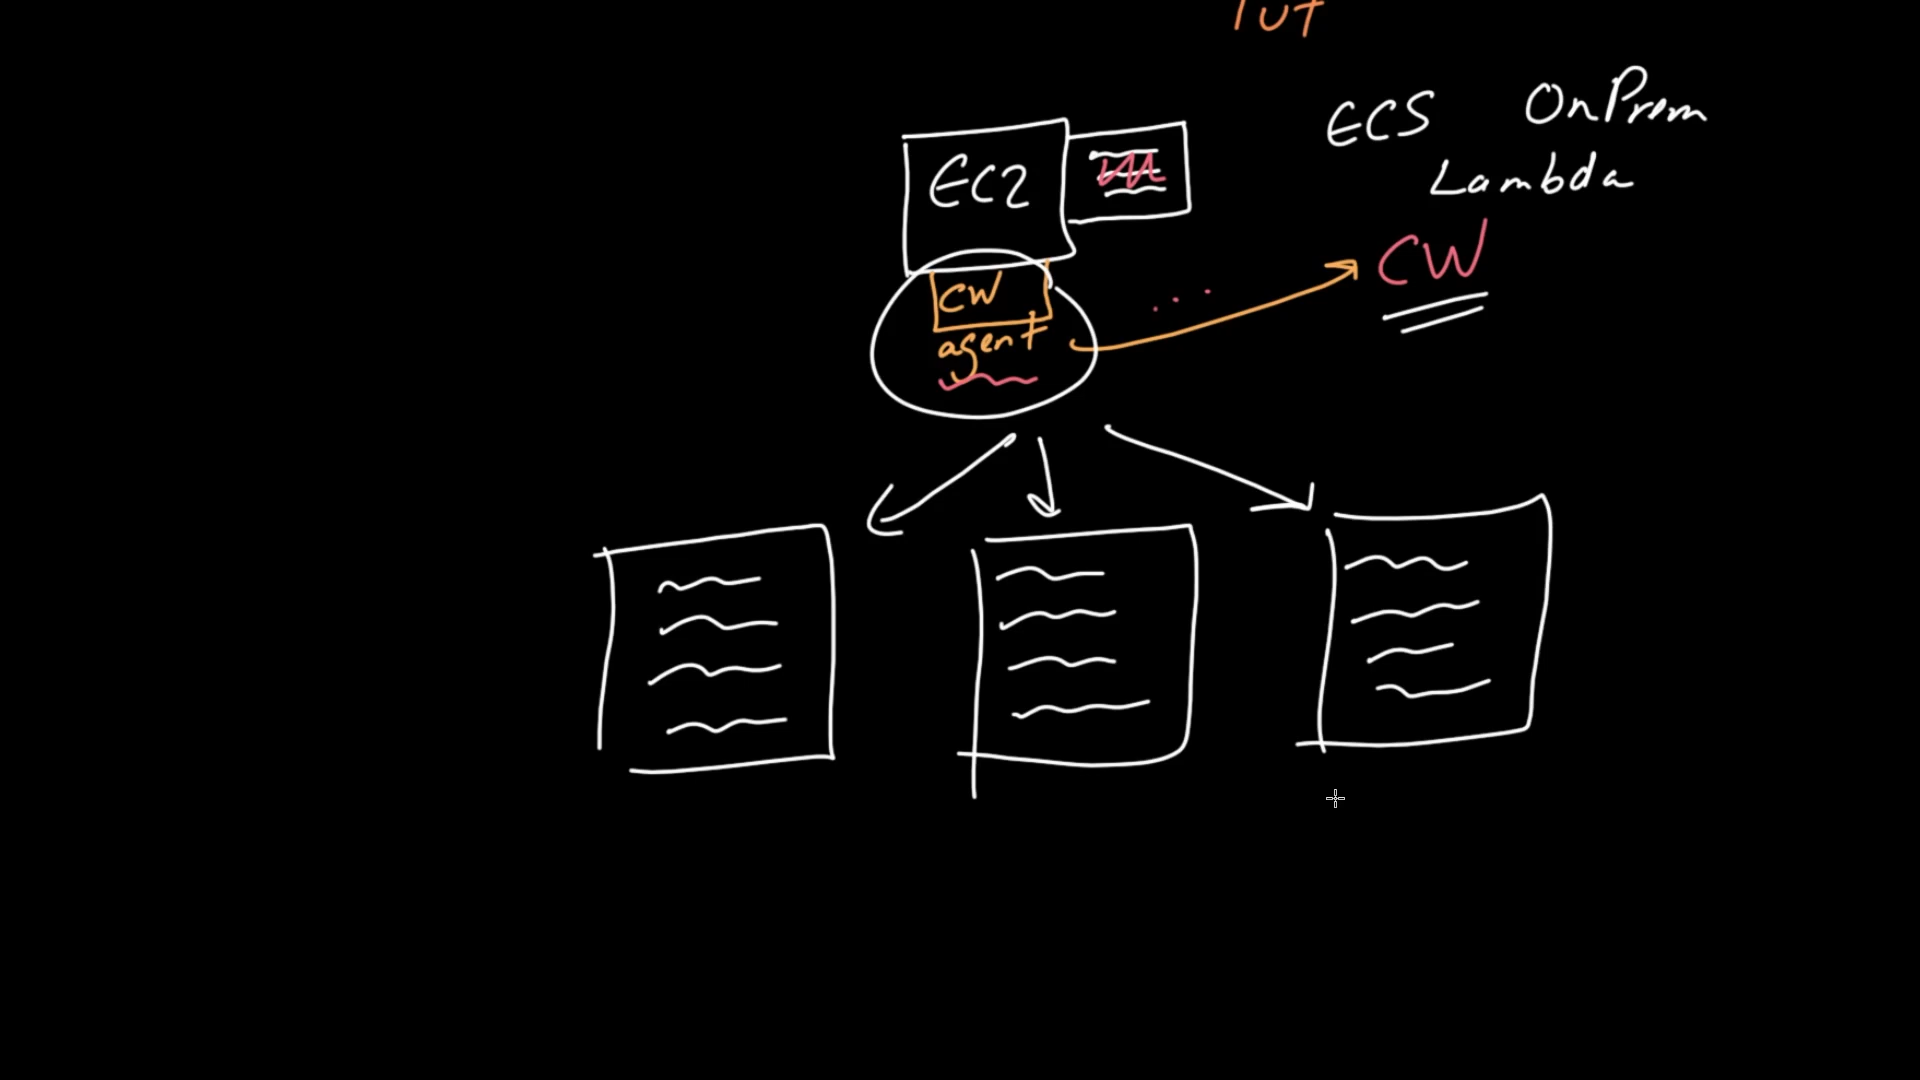 ECS OnPrem
Lambda
EC2
CW
CW
agent